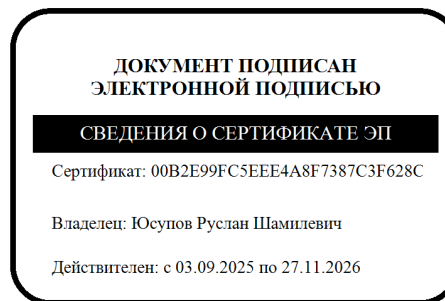 ДОКУМЕНТ ПОДПИСАН
ЭЛЕКТРОННОЙ ПОДПИСЬЮ
СВЕДЕНИЯ О СЕРТИФИКАТЕ ЭП
Сертификат: 00B2E99FC5EEE4A8F7387C3F628C
Владелец: Юсупов Руслан Шамилевич
Действителен: с 03.09.2025 по 27.11.2026